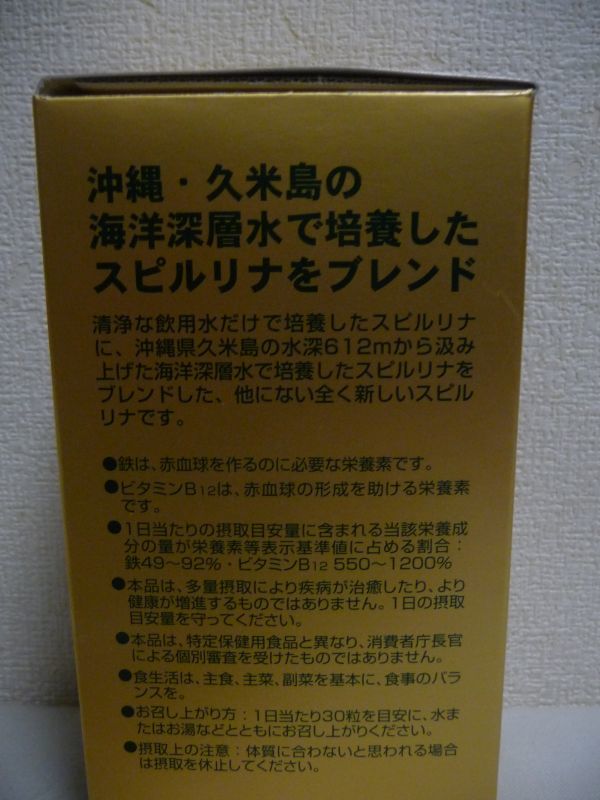 沖縄・久米島の
海洋深層水で培養した
スピルリナをブレンド
清浄な飲用水だけで培養したスピルリナ
に、沖縄県久米島の水深612mから汲み
上げた海洋深層水で培養したスピルリナを
ブレンドした、他にない全く新しいスピル
リナです。
●鉄は、赤血球を作るのに必要な栄養素です。
●ビタミンB12は、赤血球の形成を助ける栄養素
です。
●1日当たりの摂取目安量に含まれる当該栄養成
分の量が栄養素等表示基準値に占める割合：
鉄49〜92%・ビタミンB12 550〜1200%
●本品は、多量摂取により疾病が治癒したり、より
健康が増進するものではありません。1日の摂取
目安量を守ってください。
●本品は、特定保健用食品と異なり、消費者庁長官
による個別審査を受けたものではありません。
●食生活は、主食、主菜、副菜を基本に、食事のバラ
ンスを。
●お召し上がり方：1日当たり30粒を目安に、水ま
たはお湯などとともにお召し上がりください。
●摂取上の注意：体質に合わないと思われる場合
は摂取を休止してください。